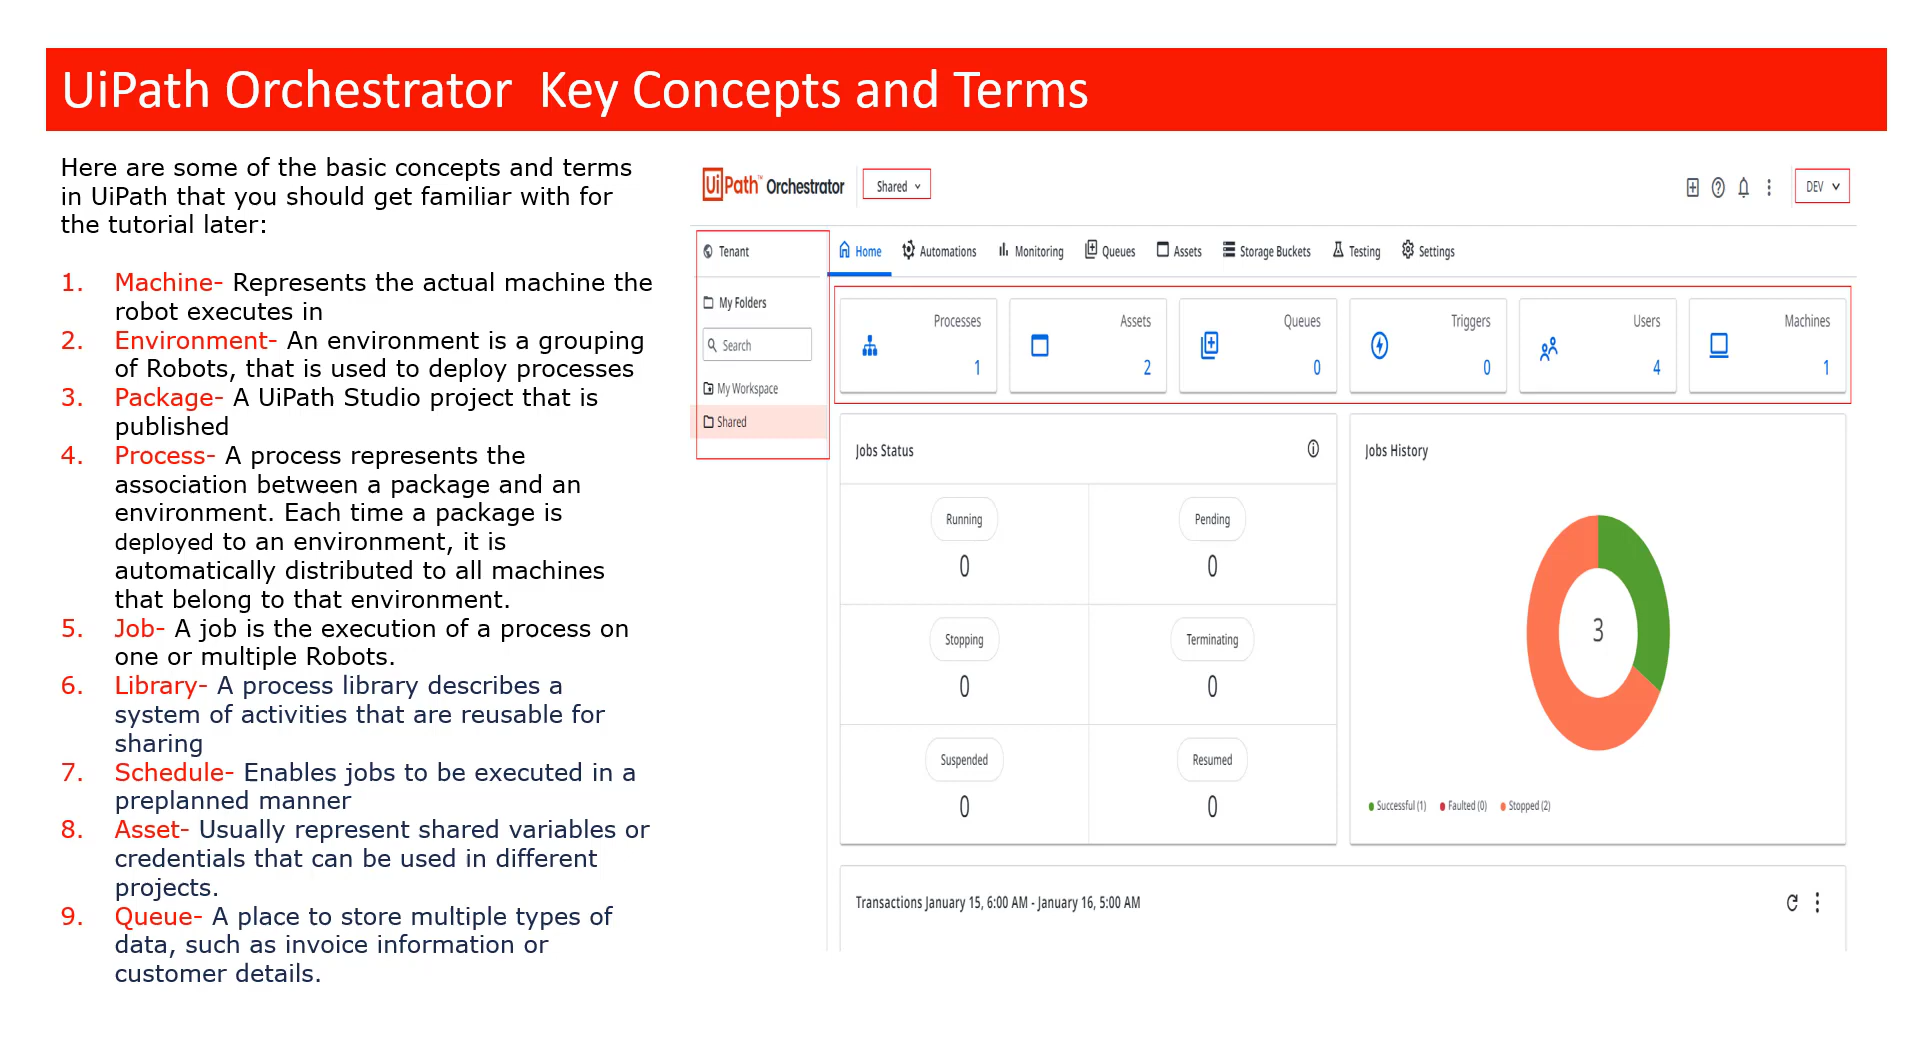 UiPath Orchestrator  Key Concepts and Terms
Here are some of the basic concepts and terms
in UiPath that you should get familiar with for
the tutorial later:
1. Machine- Represents the actual machine the
robot executes in
2. Environment- An environment is a grouping
of Robots, that is used to deploy processes
3. Package- A UiPath Studio project that is
published
4. Process- A process represents the
association between a package and an
environment. Each time a package is
deployed to an environment, it is
automatically distributed to all machines
that belong to that environment.
5. Job- A job is the execution of a process on
one or multiple Robots.
6. Library- A process library describes a
system of activities that are reusable for
sharing
7. Schedule- Enables jobs to be executed in a
preplanned manner
8. Asset- Usually represent shared variables or
credentials that can be used in different
projects.
9. Queue- A place to store multiple types of
data, such as invoice information or
customer details.
UiPath™ Orchestrator Shared DEV
Tenant
My Folders
Search
My Workspace
Shared
Home Automations Monitoring Queues Assets Storage Buckets Testing Settings
Processes Assets Queues Triggers Users Machines
1 2 0 0 4 1
Jobs Status
Running Pending
0 0
Stopping Terminating
0 0
Suspended Resumed
0 0
Jobs History
3
Successful (1) Faulted (0) Stopped (2)
Transactions January 15, 6:00 AM - January 16, 5:00 AM